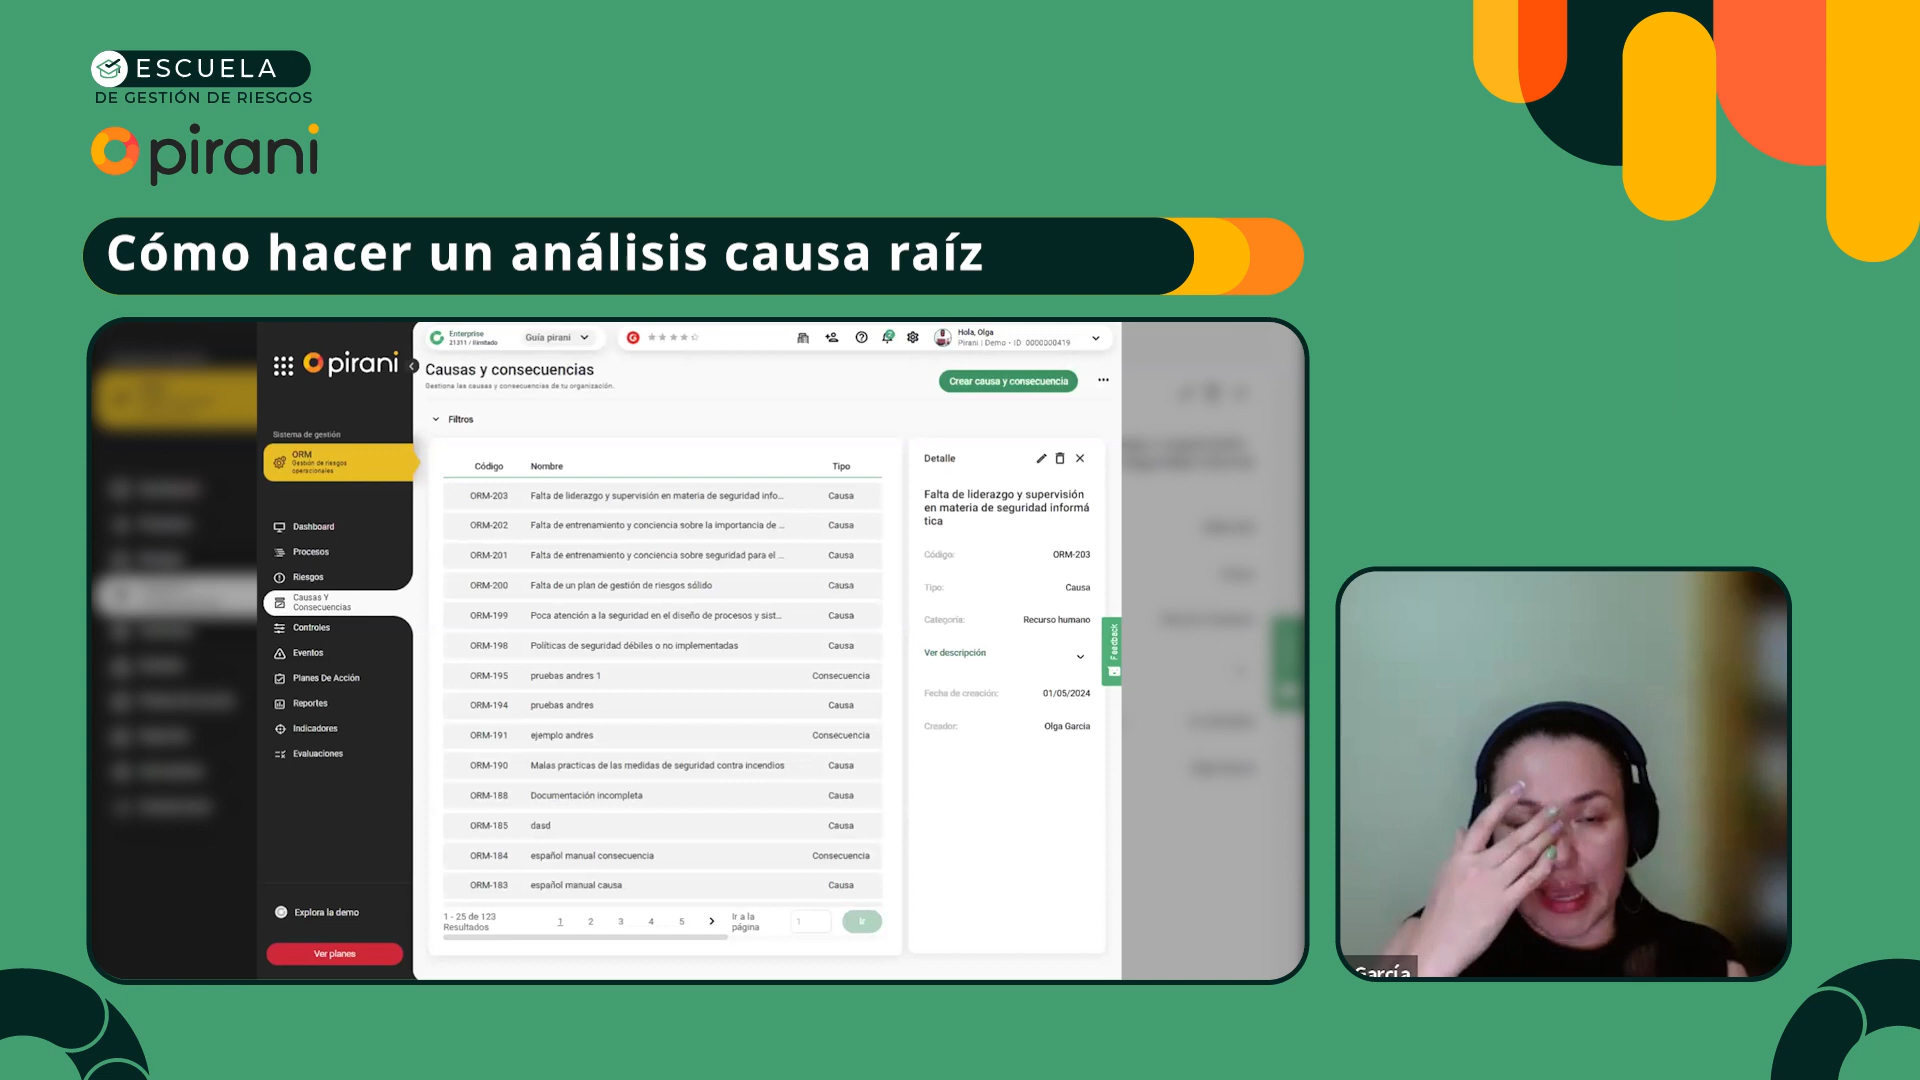 ESCUELA
DE GESTIÓN DE RIESGOS
pirani
Cómo hacer un análisis causa raíz
pirani
Sistema de gestión
ORM
Gestión de riesgos
operacionales
Dashboard
Procesos
Riesgos
Causas Y
Consecuencias
Controles
Eventos
Planes De Acción
Reportes
Indicadores
Evaluaciones
Explora la demo
Ver planes
Enterprise
21311 / Ilimitado
Guía pirani
Hola, Olga
Pirani | Demo - ID: 0000000419
Causas y consecuencias
Gestiona las causas y consecuencias de tu organización.
Crear causa y consecuencia
Filtros
Código Nombre Tipo
ORM-203 Falta de liderazgo y supervisión en materia de seguridad info... Causa
ORM-202 Falta de entrenamiento y conciencia sobre la importancia de ... Causa
ORM-201 Falta de entrenamiento y conciencia sobre seguridad para el ... Causa
ORM-200 Falta de un plan de gestión de riesgos sólido Causa
ORM-199 Poca atención a la seguridad en el diseño de procesos y sist... Causa
ORM-198 Políticas de seguridad débiles o no implementadas Causa
ORM-195 pruebas andres 1 Consecuencia
ORM-194 pruebas andres Causa
ORM-191 ejemplo andres Consecuencia
ORM-190 Malas practicas de las medidas de seguridad contra incendios Causa
ORM-188 Documentación incompleta Causa
ORM-185 dasd Causa
ORM-184 español manual consecuencia Consecuencia
ORM-183 español manual causa Causa
1 - 25 de 123
Resultados
1 2 3 4 5
Ir a la
página
1
Ir
Detalle
Falta de liderazgo y supervisión
en materia de seguridad informá
tica
Código: ORM-203
Tipo: Causa
Categoría: Recurso humano
Ver descripción
Fecha de creación: 01/05/2024
Creador: Olga Garcia
Feedback
García